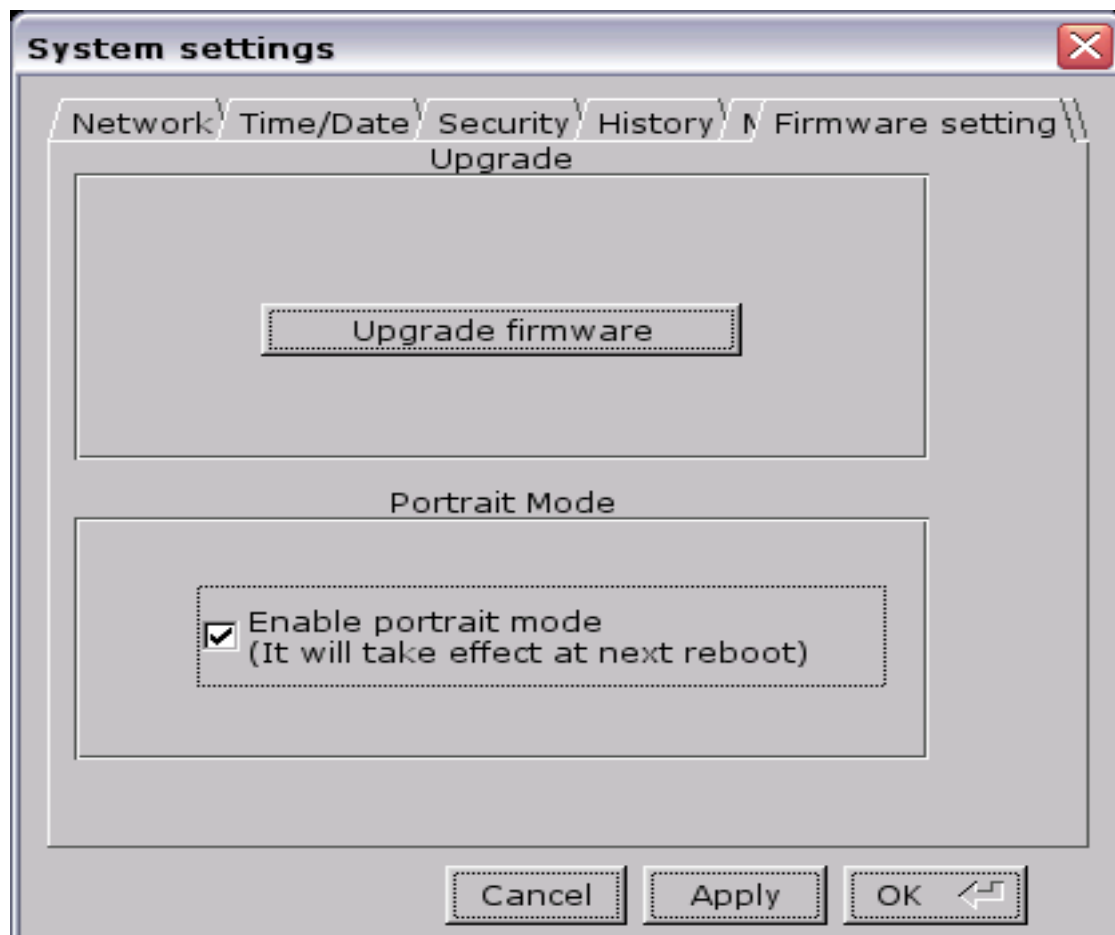 System settings
Network Time/Date Security History Firmware setting
Upgrade
Upgrade firmware
Portrait Mode
Enable portrait mode
(It will take effect at next reboot)
Cancel Apply OK